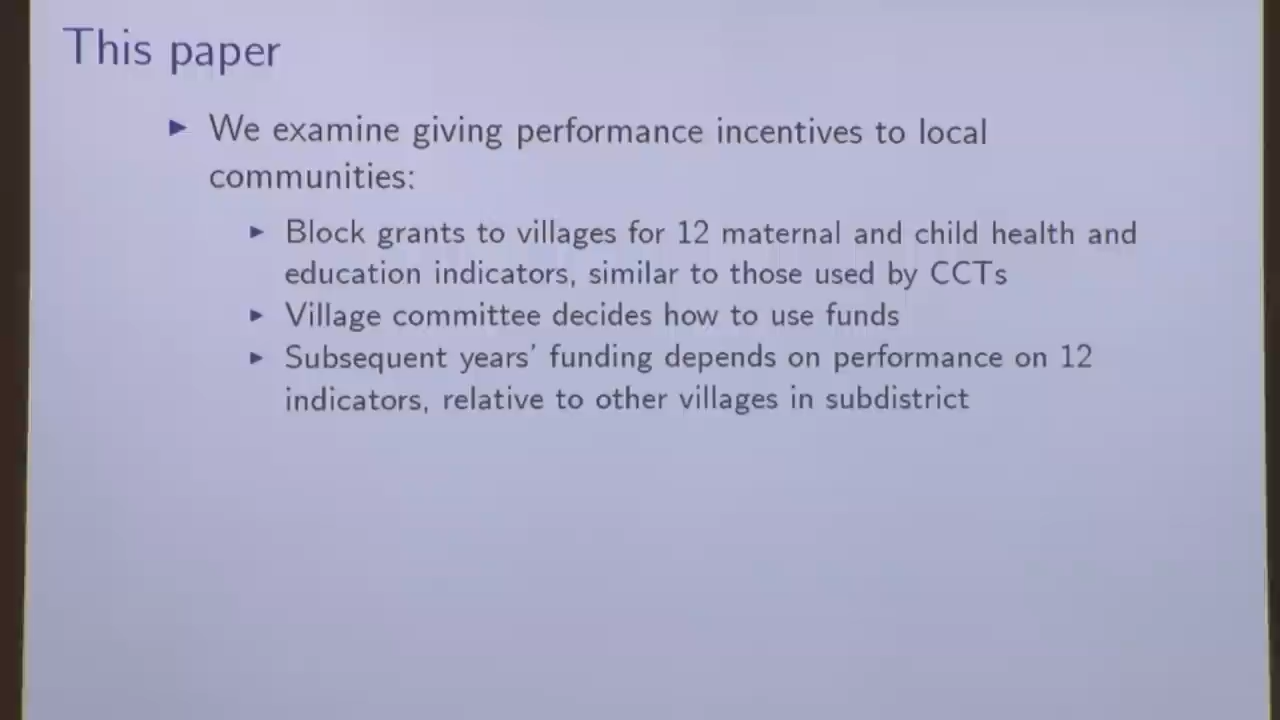 This paper
► We examine giving performance incentives to local
communities:
► Block grants to villages for 12 maternal and child health and
education indicators, similar to those used by CCTs
► Village committee decides how to use funds
► Subsequent years' funding depends on performance on 12
indicators, relative to other villages in subdistrict